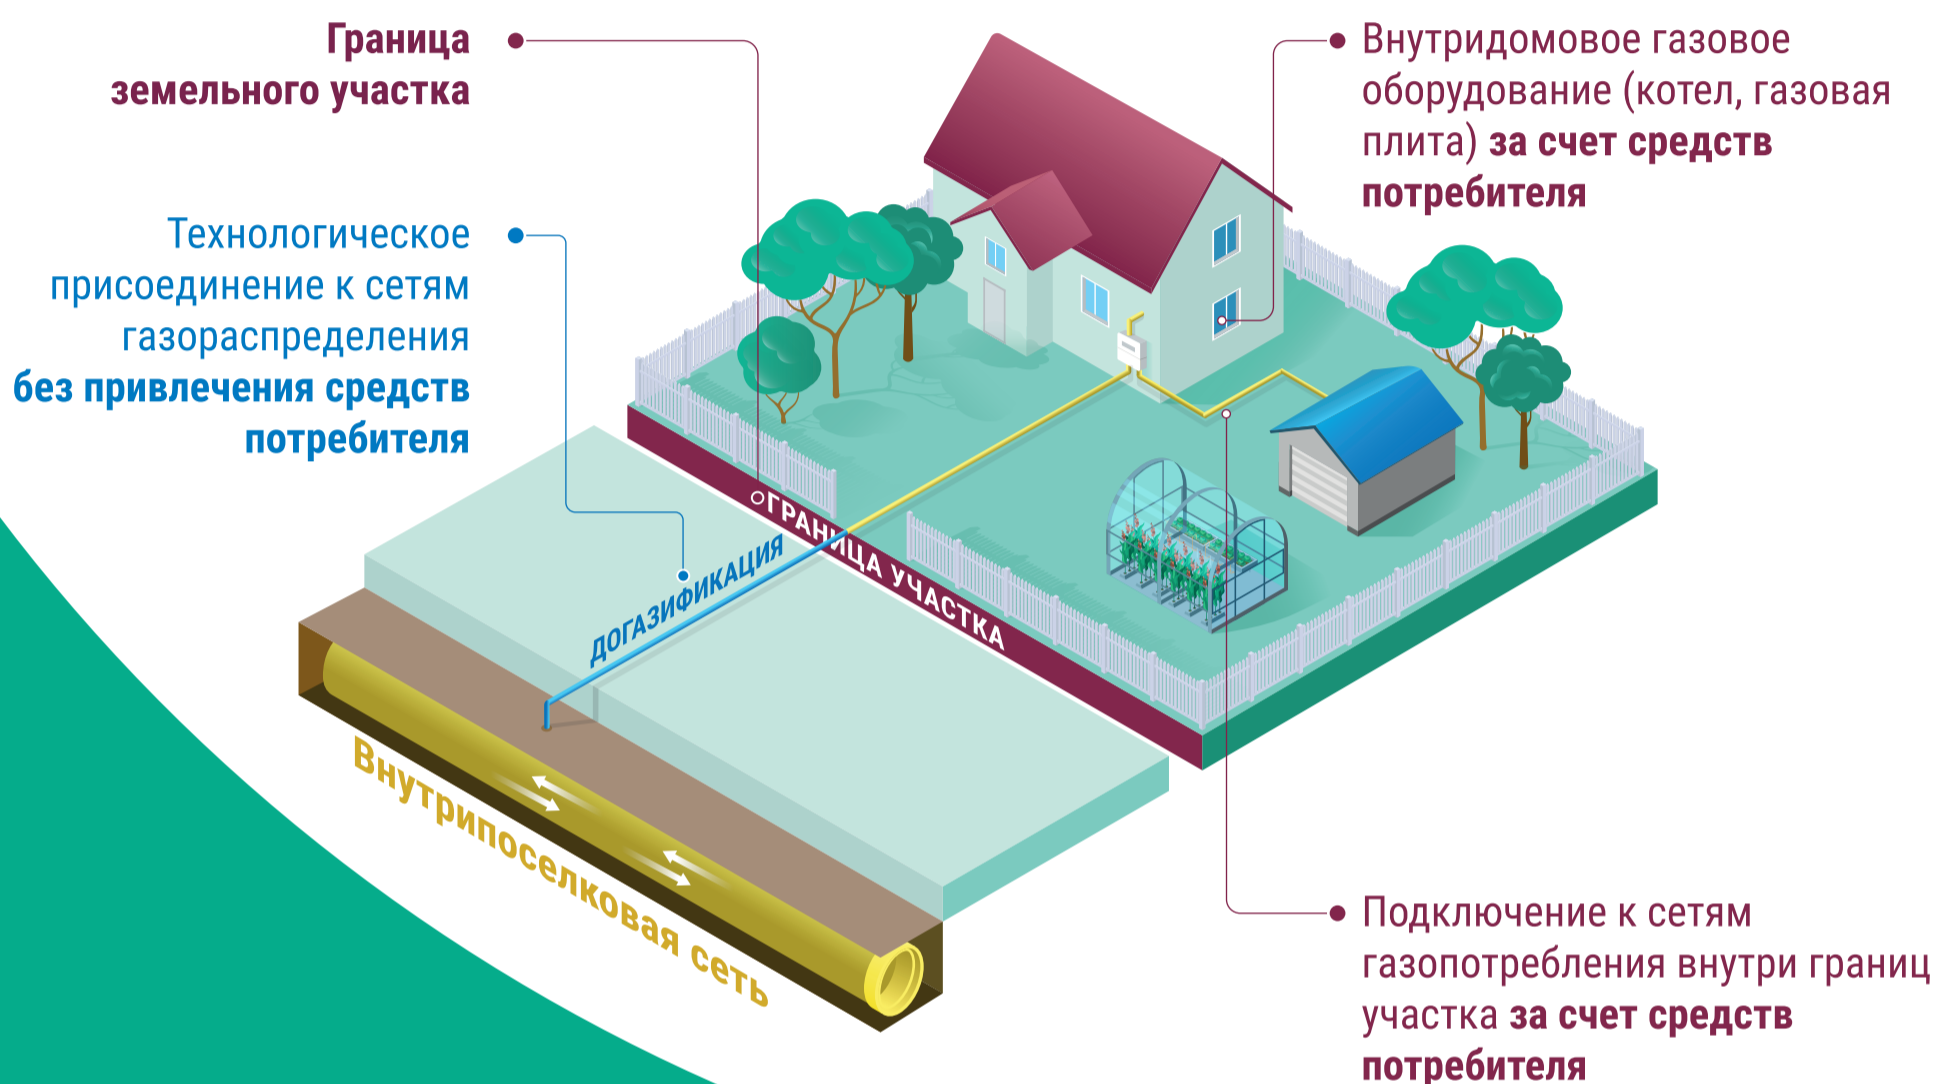 Граница
земельного участка
Технологическое
присоединение к сетям
газораспределения
без привлечения средств
потребителя
Внутридомовое газовое
оборудование (котел, газовая
плита) за счет средств
потребителя
ГРАНИЦА УЧАСТКА
ДОГАЗИФИКАЦИЯ
Внутрипоселковая сеть
Подключение к сетям
газопотребления внутри границ
участка за счет средств
потребителя